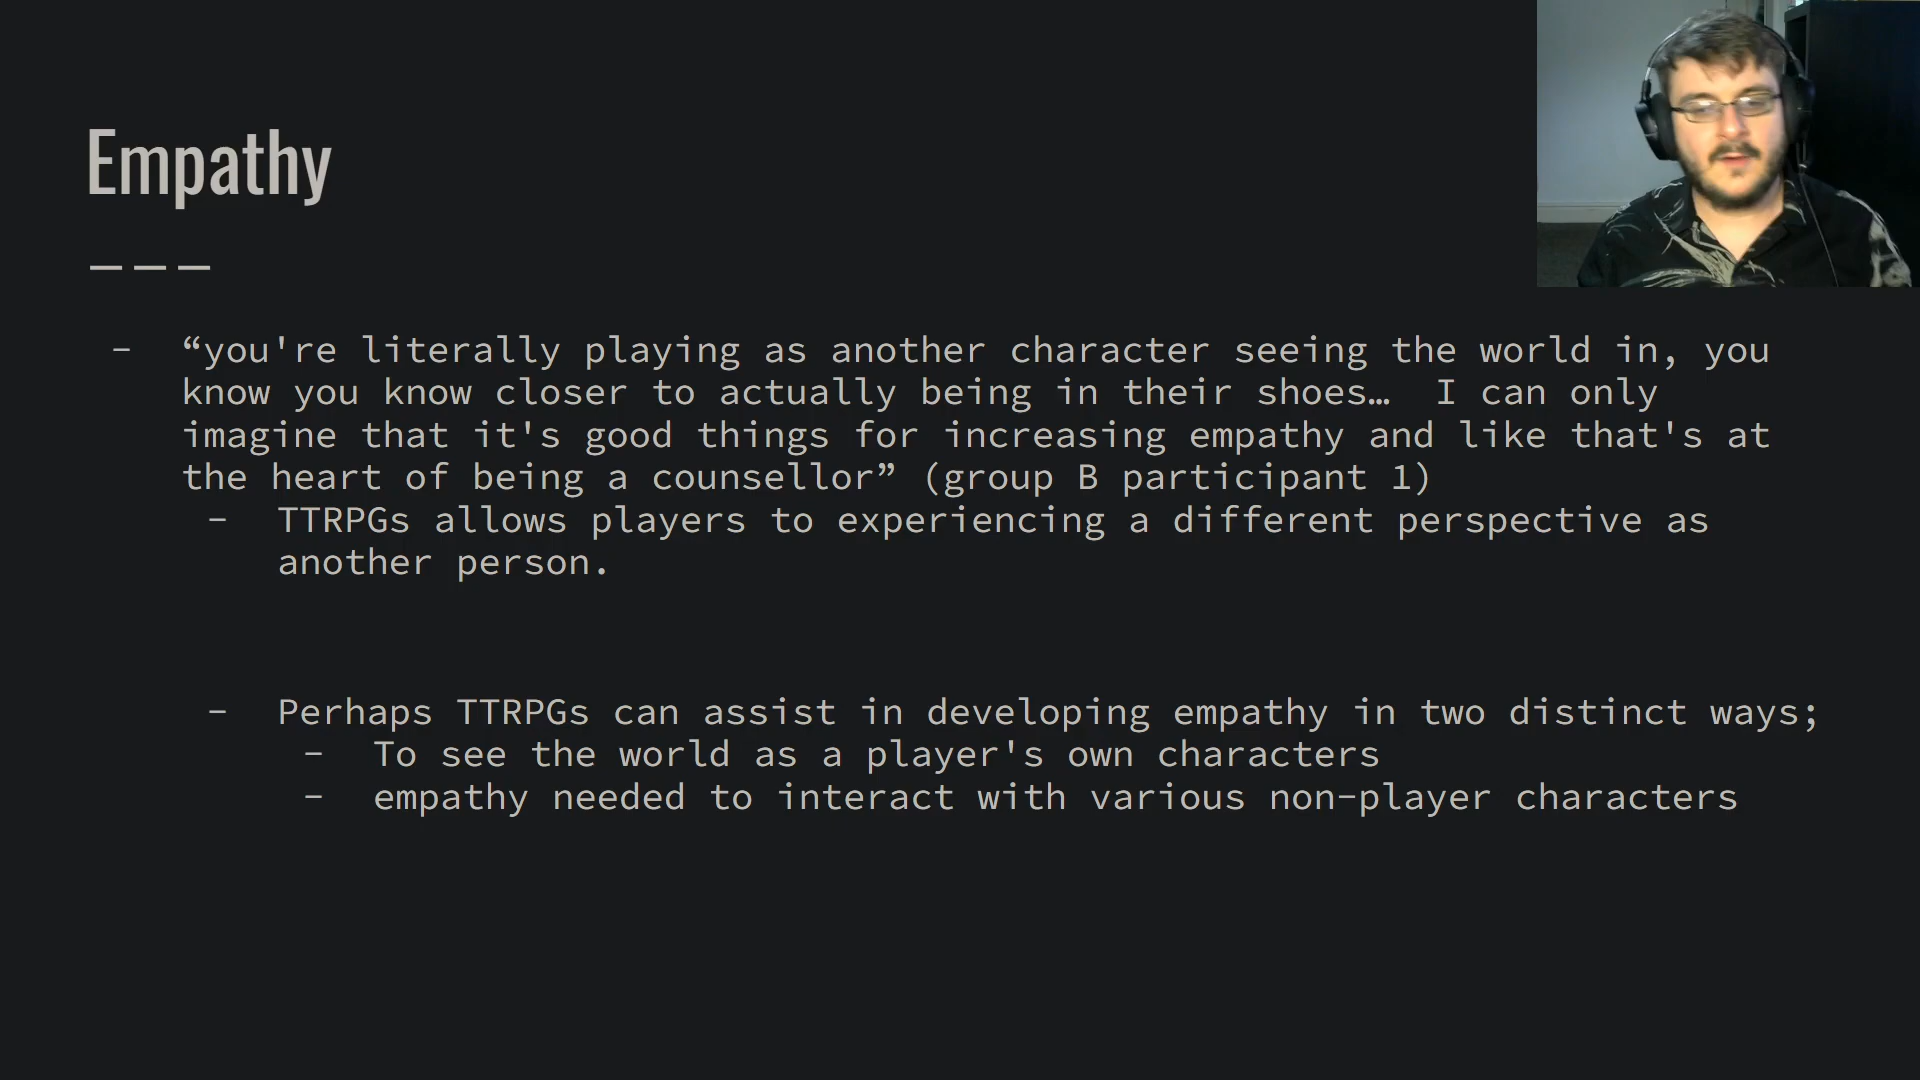 Empathy
- “you're literally playing as another character seeing the world in, you
know you know closer to actually being in their shoes…  I can only
imagine that it's good things for increasing empathy and like that's at
the heart of being a counsellor” (group B participant 1)
- TTRPGs allows players to experiencing a different perspective as
another person.
- Perhaps TTRPGs can assist in developing empathy in two distinct ways;
- To see the world as a player's own characters
- empathy needed to interact with various non-player characters